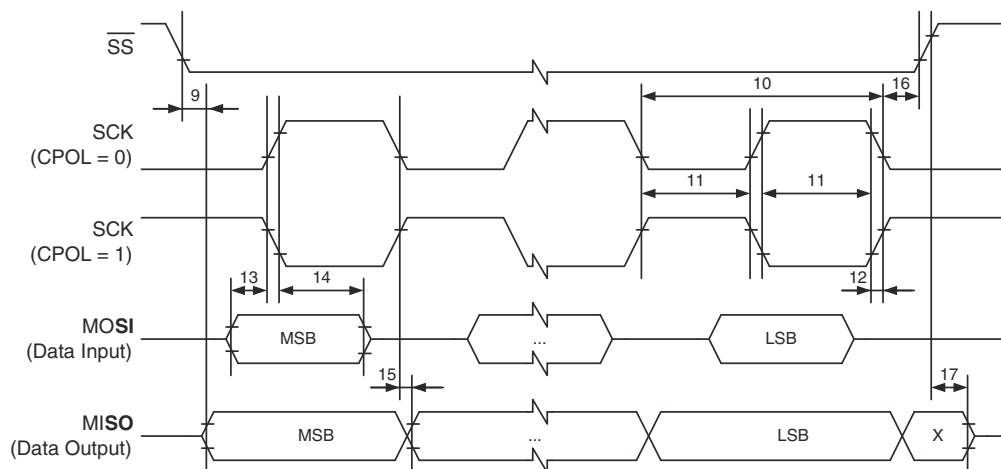 SS
9
10
16
SCK
(CPOL = 0)
11
11
SCK
(CPOL = 1)
13
14
12
MOSI
(Data Input)
MSB
...
LSB
15
17
MISO
(Data Output)
MSB
...
LSB
X